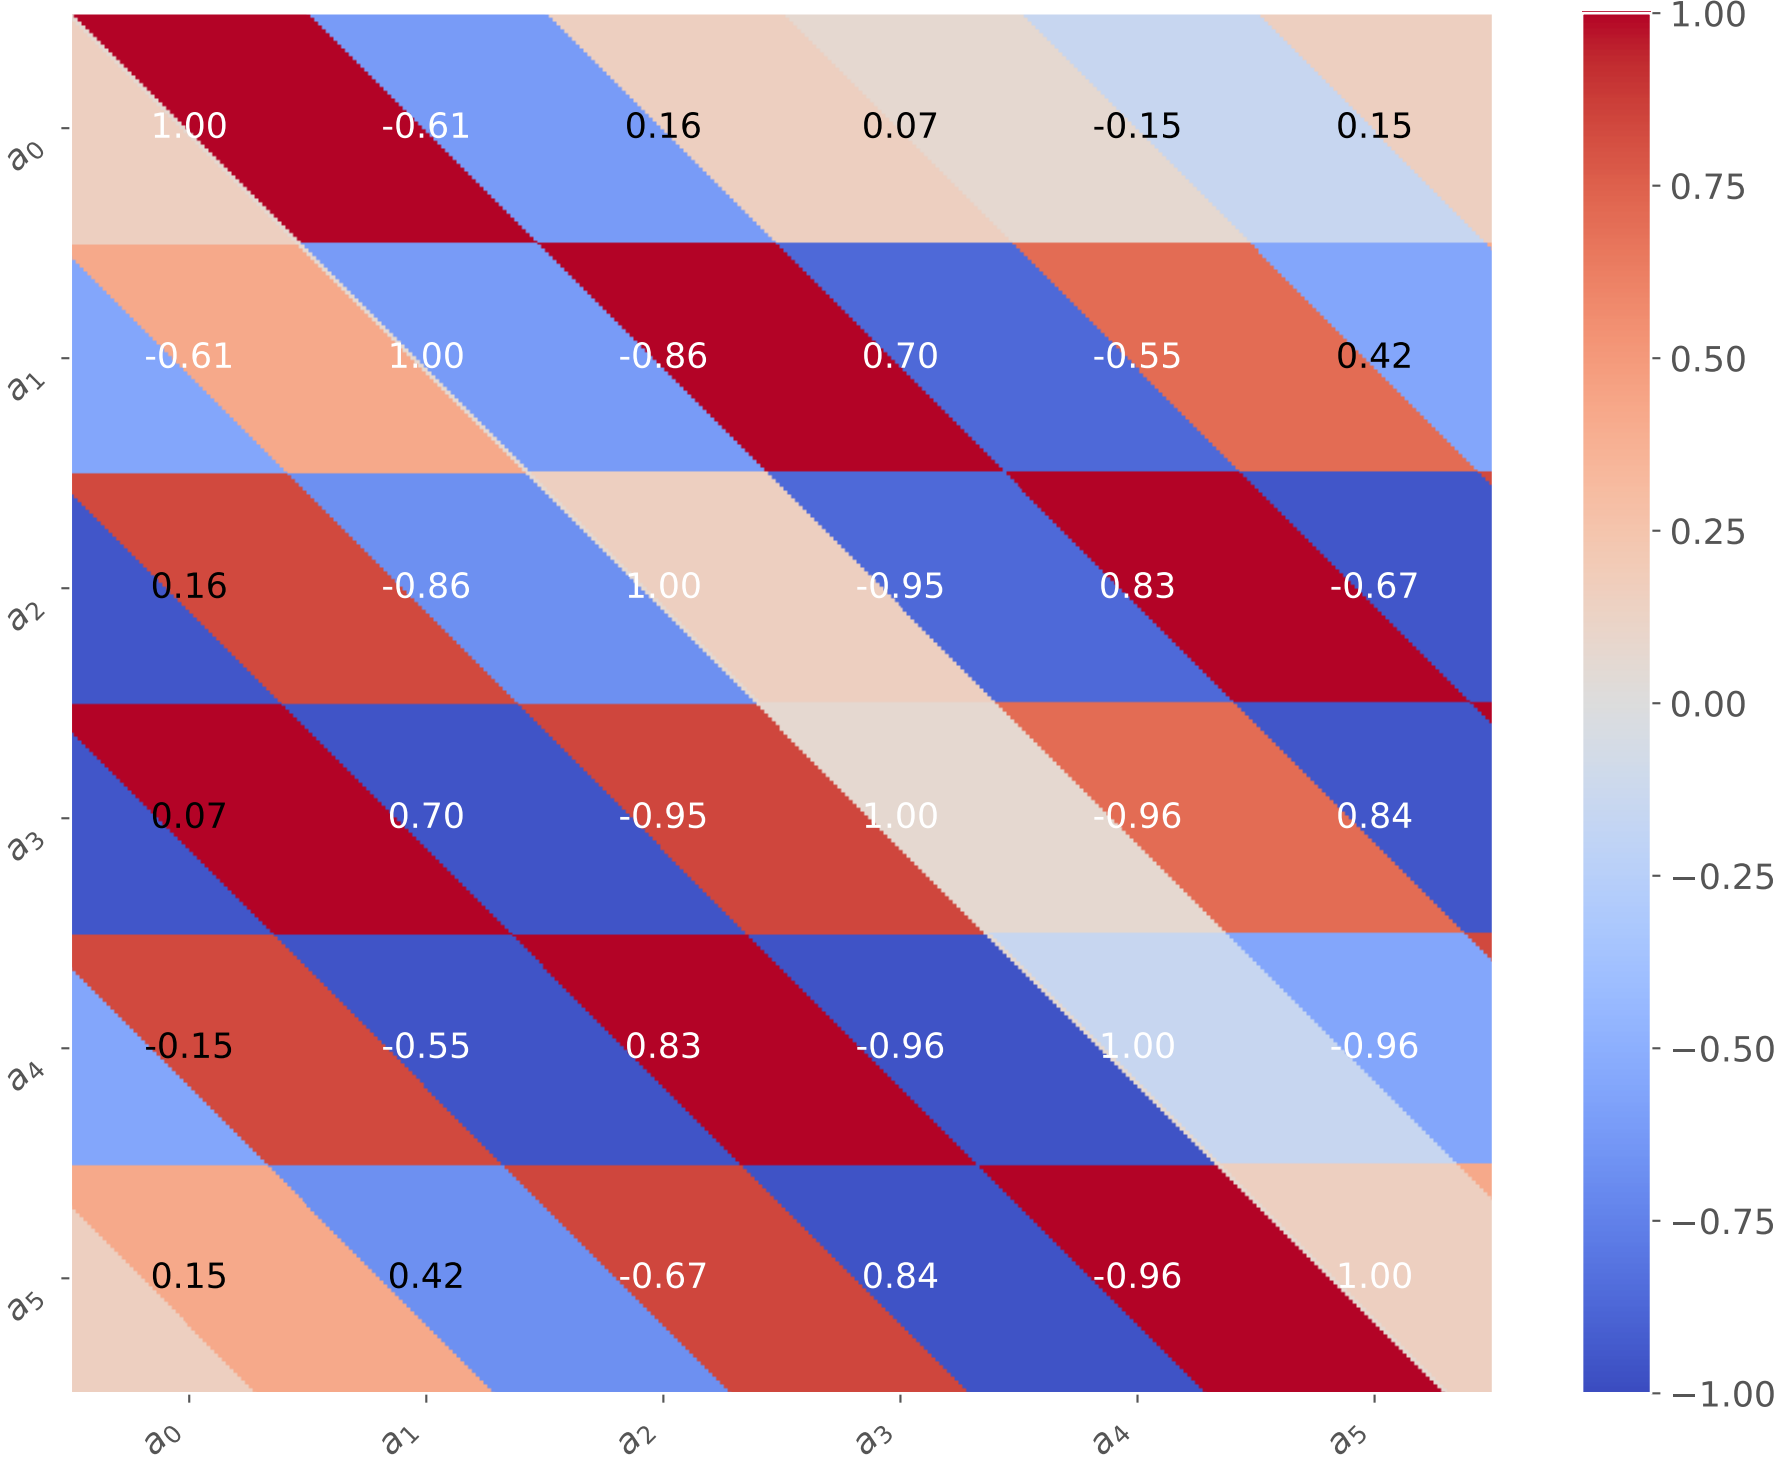 1.00 -0.61 0.16 0.07 -0.15 0.15
a₀
-0.61 1.00 -0.86 0.70 -0.55 0.42
a₁
0.16 -0.86 1.00 -0.95 0.83 -0.67
a₂
0.07 0.70 -0.95 1.00 -0.96 0.84
a₃
-0.15 -0.55 0.83 -0.96 1.00 -0.96
a₄
0.15 0.42 -0.67 0.84 -0.96 1.00
a₅
a₀ a₁ a₂ a₃ a₄ a₅
1.00
0.75
0.50
0.25
0.00
−0.25
−0.50
−0.75
−1.00